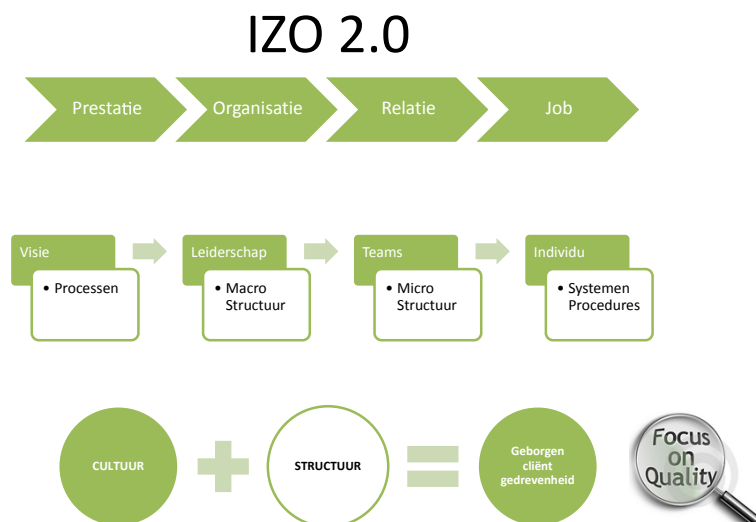 IZO 2.0
Prestatie
Organisatie
Relatie
Job
Visie
• Processen
Leiderschap
• Macro
Structuur
Teams
• Micro
Structuur
Individu
• Systemen
Procedures
CULTUUR
STRUCTUUR
Geborgen
cliënt
gedrevenheid
Focus
on
Quality